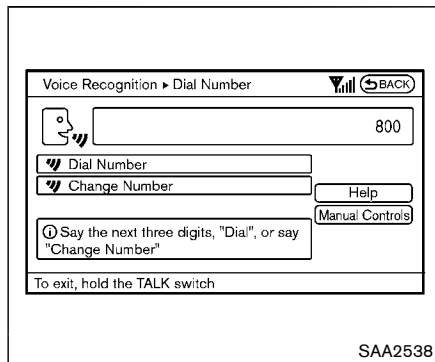 Voice Recognition ▸ Dial Number
BACK
800
Dial Number
Change Number
Help
Manual Controls
Say the next three digits, "Dial", or say
"Change Number"
To exit, hold the TALK switch
SAA2538